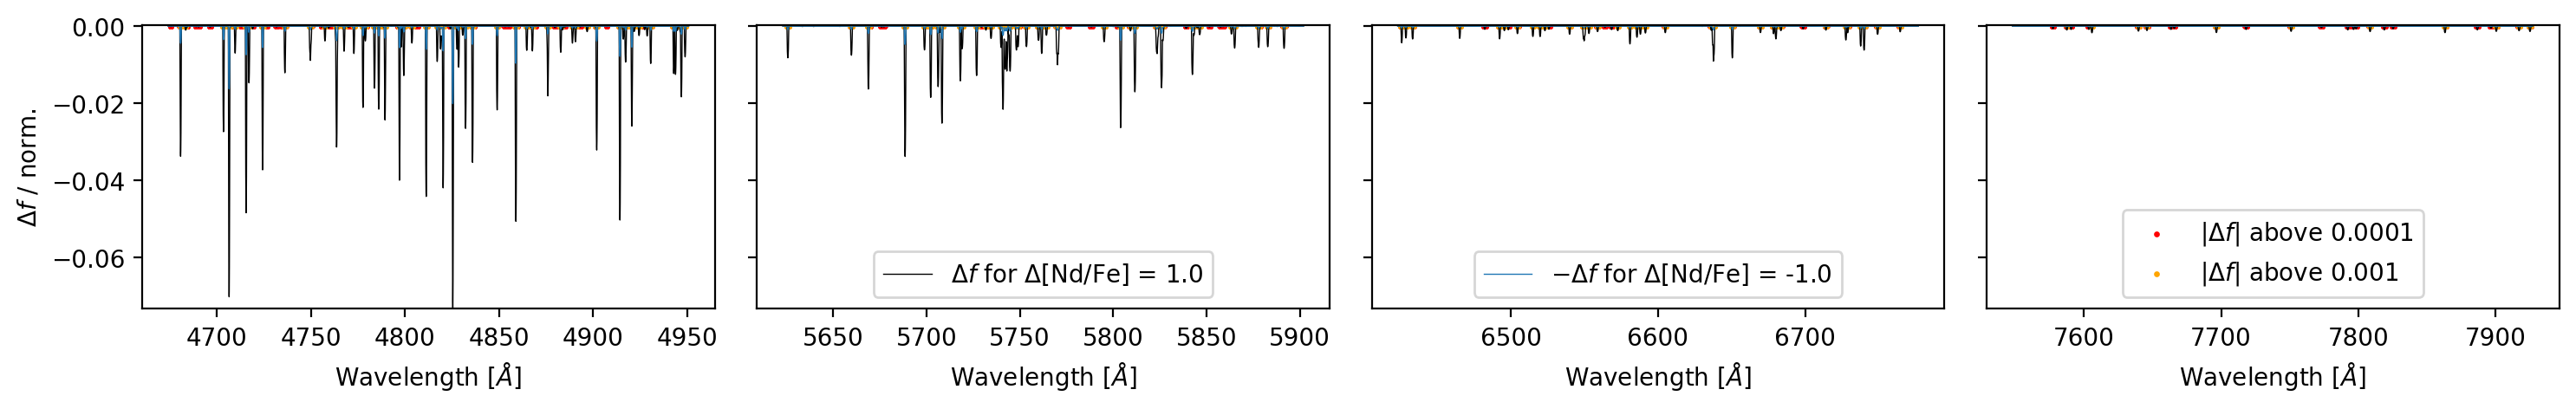 0.00
−0.02
−0.04
−0.06
Δf / norm.
4700 4750 4800 4850 4900 4950
Wavelength [Å]
Δf for Δ[Nd/Fe] = 1.0
5650 5700 5750 5800 5850 5900
Wavelength [Å]
−Δf for Δ[Nd/Fe] = -1.0
6500 6600 6700
Wavelength [Å]
|Δf| above 0.0001
|Δf| above 0.001
7600 7700 7800 7900
Wavelength [Å]